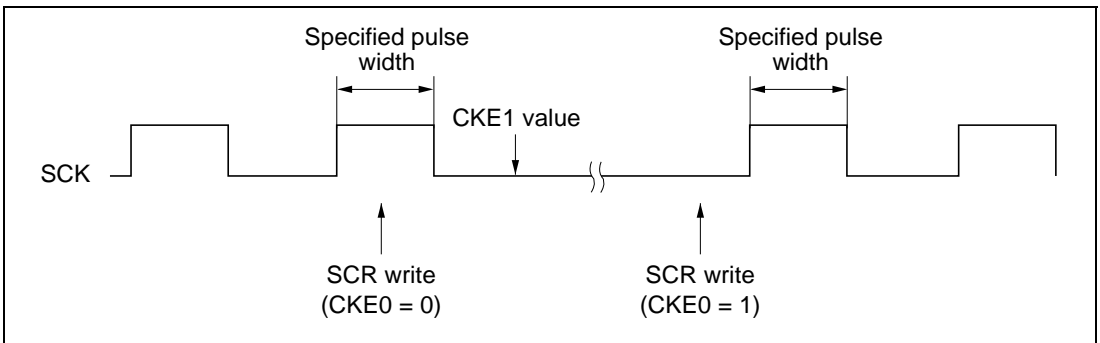 Specified pulse
width
Specified pulse
width
CKE1 value
SCK
SCR write
(CKE0 = 0)
SCR write
(CKE0 = 1)